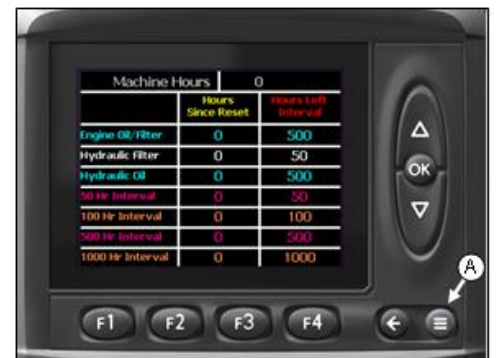 Machine Hours 0
Hours Since Reset Hours Left Interval
Engine Oil/Filter 0 500
Hydraulic Filter 0 50
Hydraulic Oil 0 500
50 Hr Interval 0 50
100 Hr Interval 0 100
500 Hr Interval 0 500
1000 Hr Interval 0 1000
OK
A
F1 F2 F3 F4